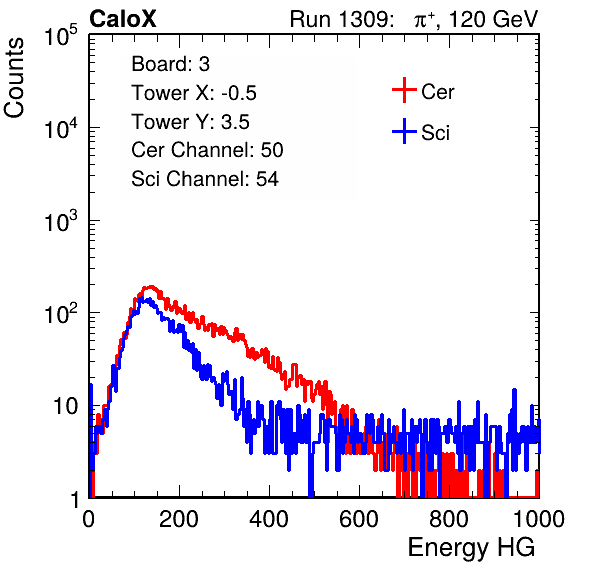 CaloX Run 1309: π⁺, 120 GeV
Counts
Board: 3
Tower X: -0.5
Tower Y: 3.5
Cer Channel: 50
Sci Channel: 54
Cer
Sci
10⁵
10⁴
10³
10²
10
1
0 200 400 600 800 1000
Energy HG